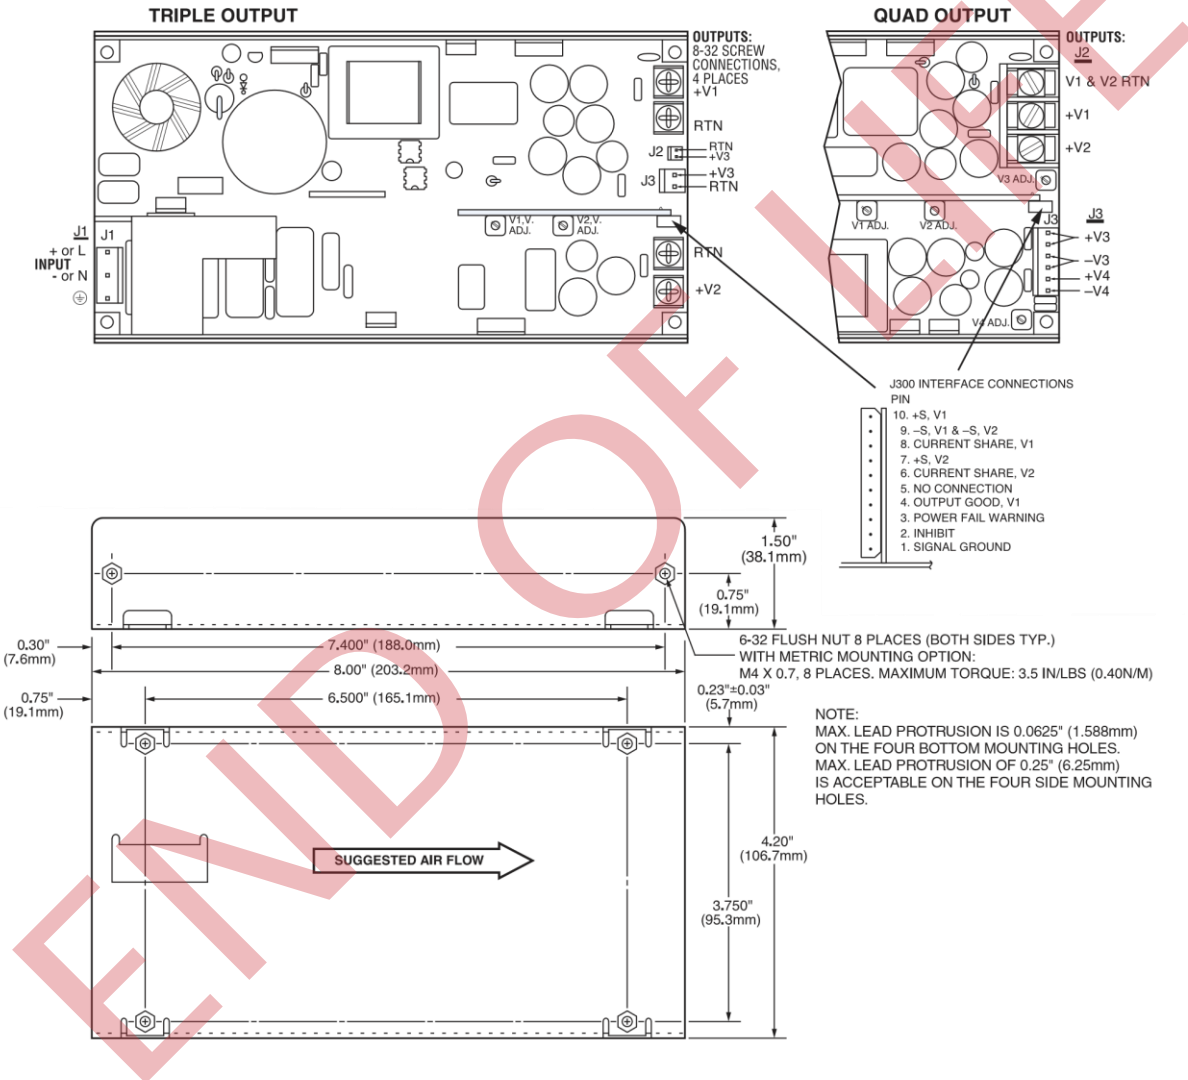 TRIPLE OUTPUT
OUTPUTS:
8-32 SCREW
CONNECTIONS,
4 PLACES
+V1
RTN
J2
RTN
+V3
J3
+V3
RTN
V1,V.
ADJ.
V2,V.
ADJ.
RTN
+V2
J1
J1
+ or L
INPUT
- or N
QUAD OUTPUT
OUTPUTS:
J2
V1 & V2 RTN
+V1
+V2
V3 ADJ.
V1 ADJ.
V2 ADJ.
J3
J3
+V3
–V3
+V4
–V4
V4 ADJ.
J300 INTERFACE CONNECTIONS
PIN
10. +S, V1
9. –S, V1 & –S, V2
8. CURRENT SHARE, V1
7. +S, V2
6. CURRENT SHARE, V2
5. NO CONNECTION
4. OUTPUT GOOD, V1
3. POWER FAIL WARNING
2. INHIBIT
1. SIGNAL GROUND
1.50"
(38.1mm)
0.75"
(19.1mm)
0.30"
(7.6mm)
7.400" (188.0mm)
8.00" (203.2mm)
6-32 FLUSH NUT 8 PLACES (BOTH SIDES TYP.)
WITH METRIC MOUNTING OPTION:
M4 X 0.7, 8 PLACES. MAXIMUM TORQUE: 3.5 IN/LBS (0.40N/M)
0.75"
(19.1mm)
6.500" (165.1mm)
0.23"±0.03"
(5.7mm)
NOTE:
MAX. LEAD PROTRUSION IS 0.0625" (1.588mm)
ON THE FOUR BOTTOM MOUNTING HOLES.
MAX. LEAD PROTRUSION OF 0.25" (6.25mm)
IS ACCEPTABLE ON THE FOUR SIDE MOUNTING
HOLES.
SUGGESTED AIR FLOW
4.20"
(106.7mm)
3.750"
(95.3mm)
END OF LIFE